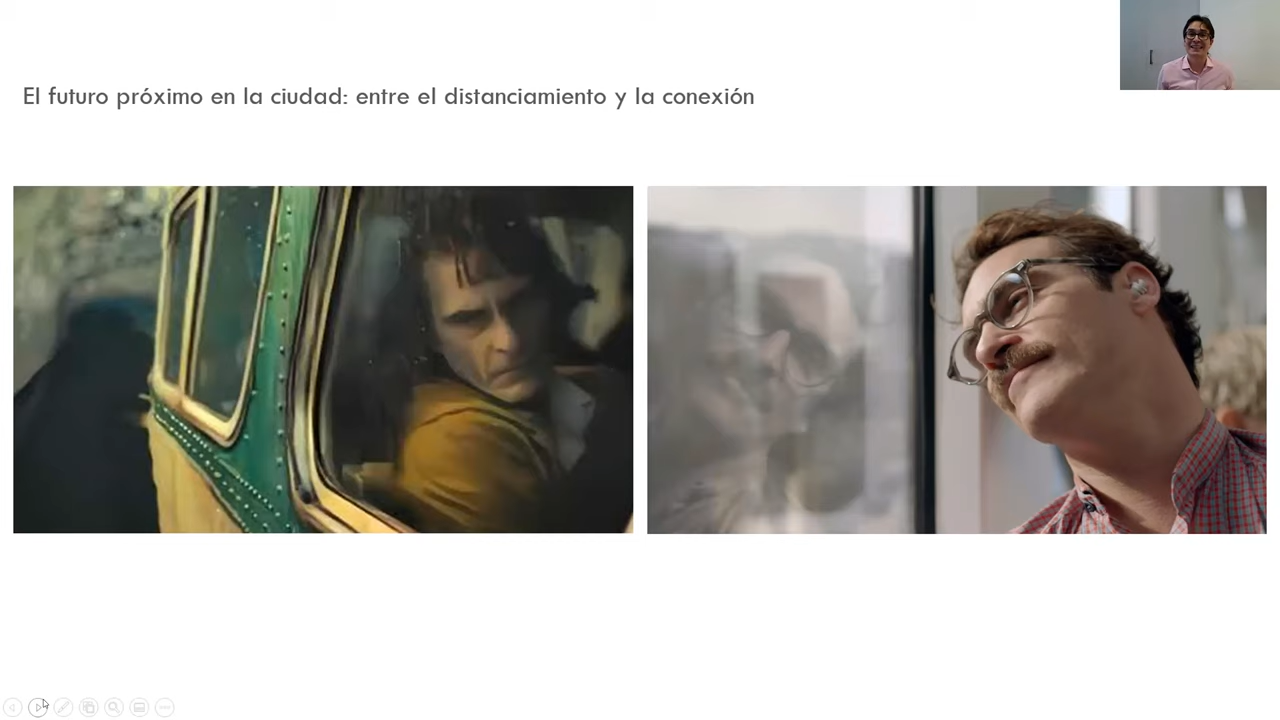 El futuro próximo en la ciudad: entre el distanciamiento y la conexión